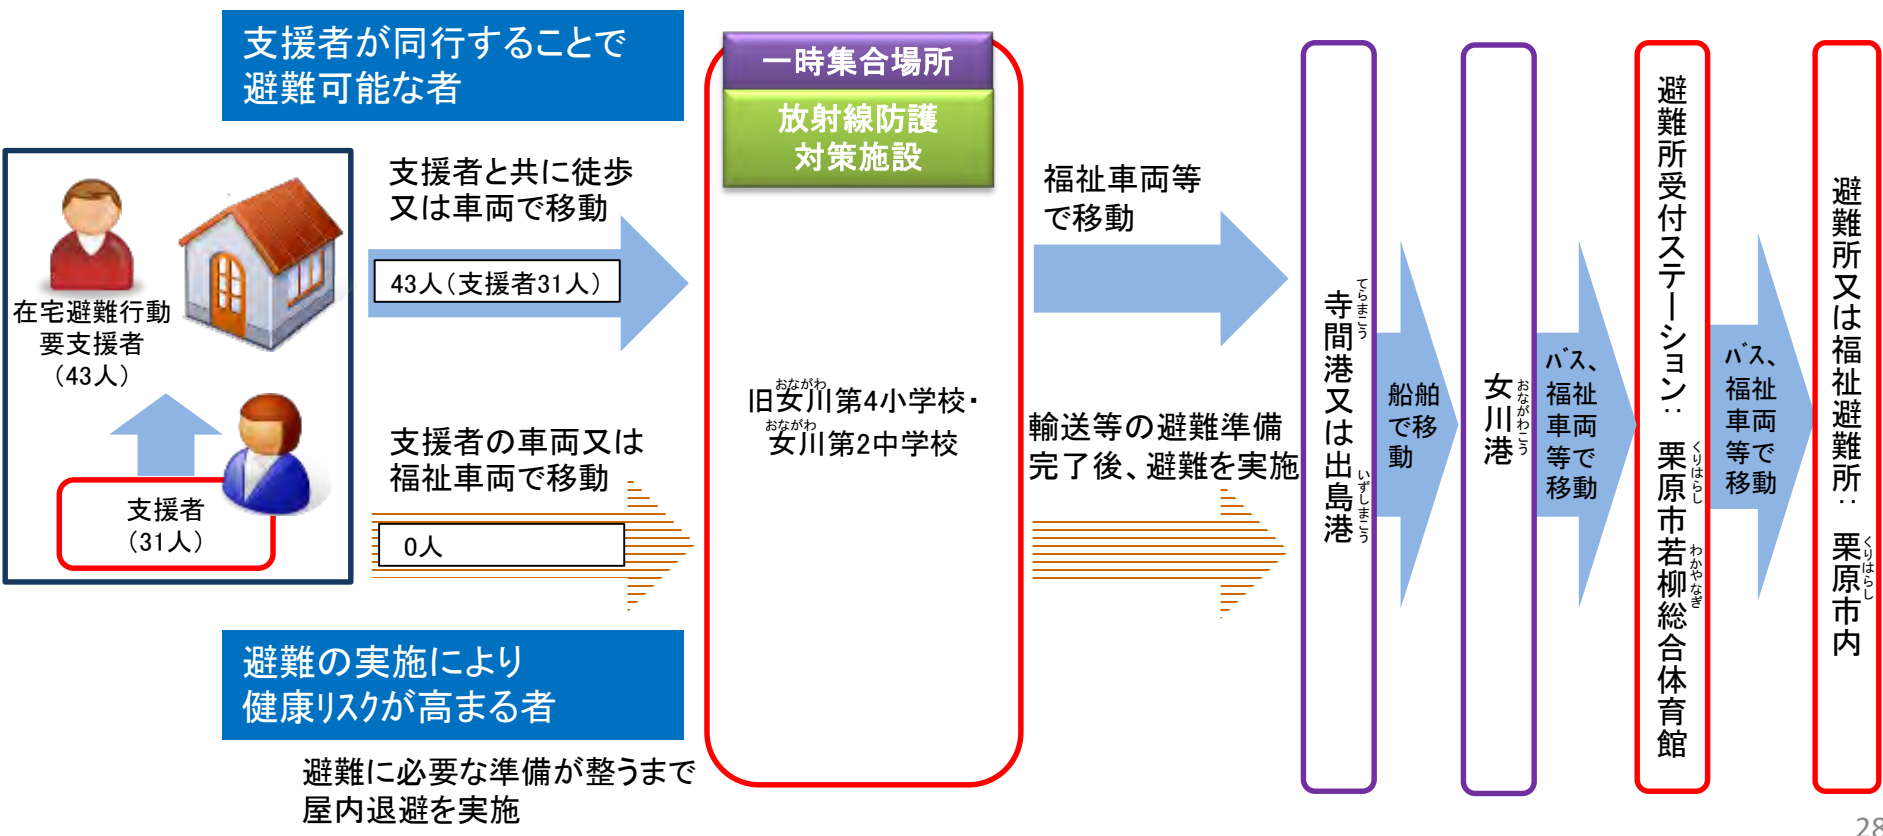 支援者が同行することで
避難可能な者
在宅避難行動
要支援者
(43人)
支援者
(31人)
支援者と共に徒歩
又は車両で移動
43人(支援者31人)
支援者の車両又は
福祉車両で移動
0人
避難の実施により
健康リスクが高まる者
避難に必要な準備が整うまで
屋内退避を実施
一時集合場所
放射線防護
対策施設
おながわ
旧女川第4小学校・
おながわ
女川第2中学校
福祉車両等
で移動
輸送等の避難準備
完了後、避難を実施
寺間港又は出島港
てらまこう
いずしまこう
船舶
で移
動
女川港
おながわこう
バス、
福祉
車両
等で
移動
避難所受付ステーション: 栗原市若柳総合体育館
くりはらし
わかやなぎ
バス、
福祉
車両
等で
移動
避難所又は福祉避難所: 栗原市内
くりはらし
28